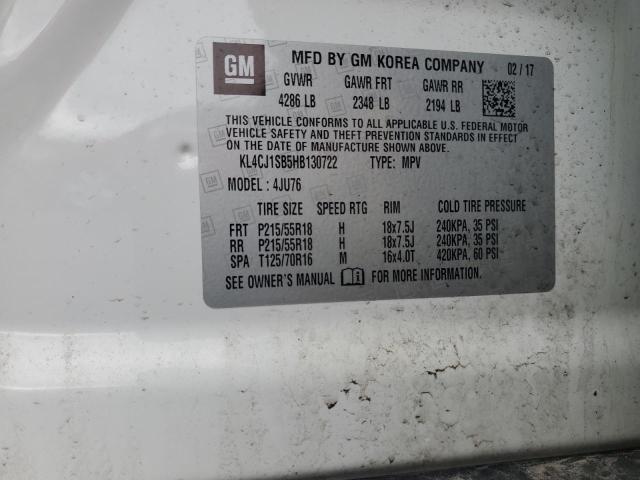 GM
MFD BY GM KOREA COMPANY 02 / 17
GVWR GAWR FRT GAWR RR
4286 LB 2348 LB 2194 LB
THIS VEHICLE CONFORMS TO ALL APPLICABLE U.S. FEDERAL MOTOR
VEHICLE SAFETY AND THEFT PREVENTION STANDARDS IN EFFECT
ON THE DATE OF MANUFACTURE SHOWN ABOVE.
KL4CJ1SB5HB130722 TYPE: MPV
MODEL : 4JU76
TIRE SIZE SPEED RTG RIM COLD TIRE PRESSURE
FRT P215/55R18 H 18x7.5J 240KPA, 35 PSI
RR P215/55R18 H 18x7.5J 240KPA, 35 PSI
SPA T125/70R16 M 16x4.0T 420KPA, 60 PSI
SEE OWNER'S MANUAL FOR MORE INFORMATION.